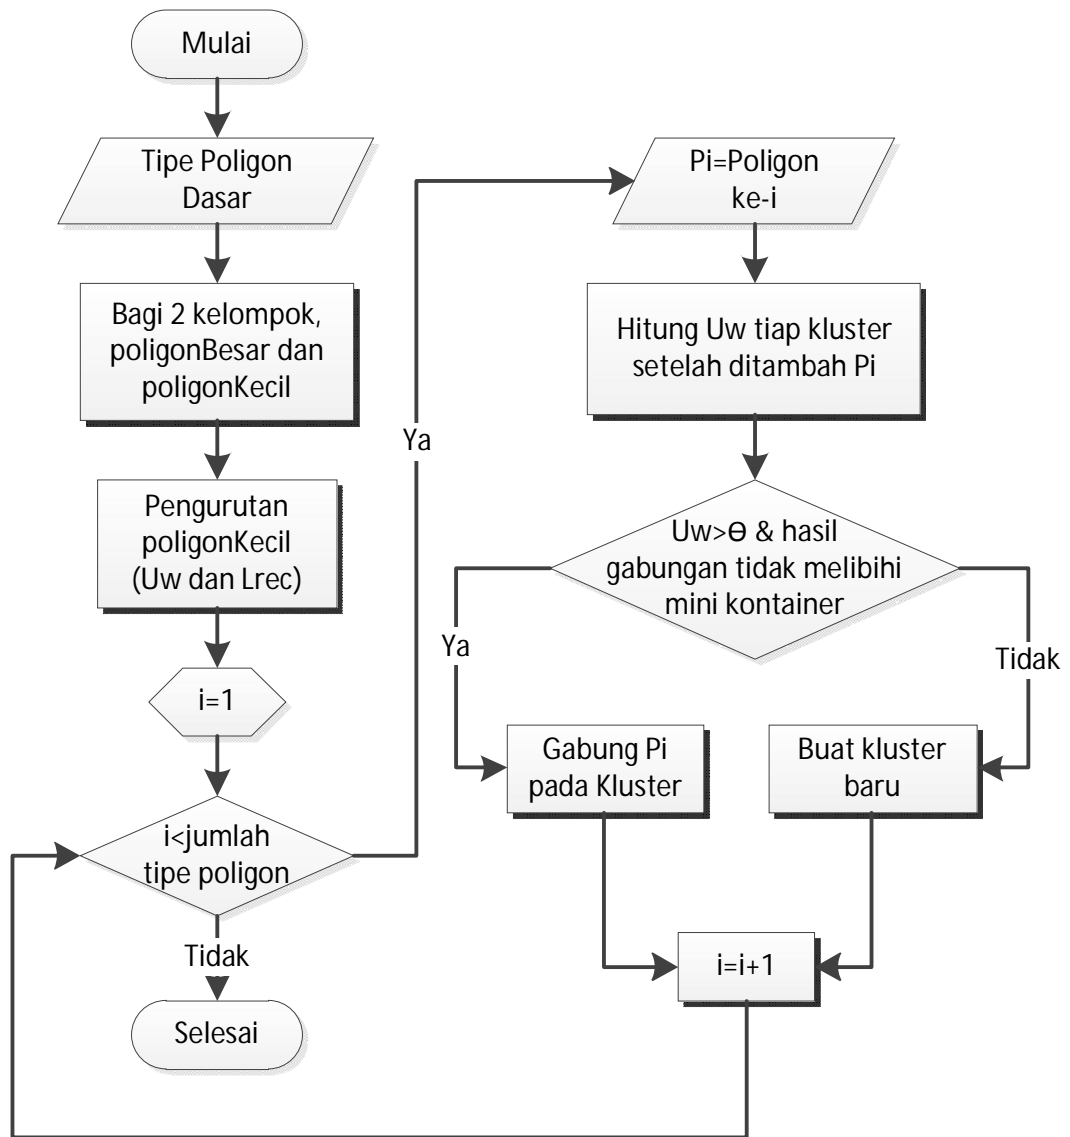 Mulai
Tipe Poligon
Dasar
Bagi 2 kelompok,
poligonBesar dan
poligonKecil
Pengurutan
poligonKecil
(Uw dan Lrec)
i=1
i<jumlah
tipe poligon
Tidak
Selesai
Ya
Pi=Poligon
ke-i
Hitung Uw tiap kluster
setelah ditambah Pi
Uw>Ө & hasil
gabungan tidak melibihi
mini kontainer
Ya
Tidak
Gabung Pi
pada Kluster
Buat kluster
baru
i=i+1